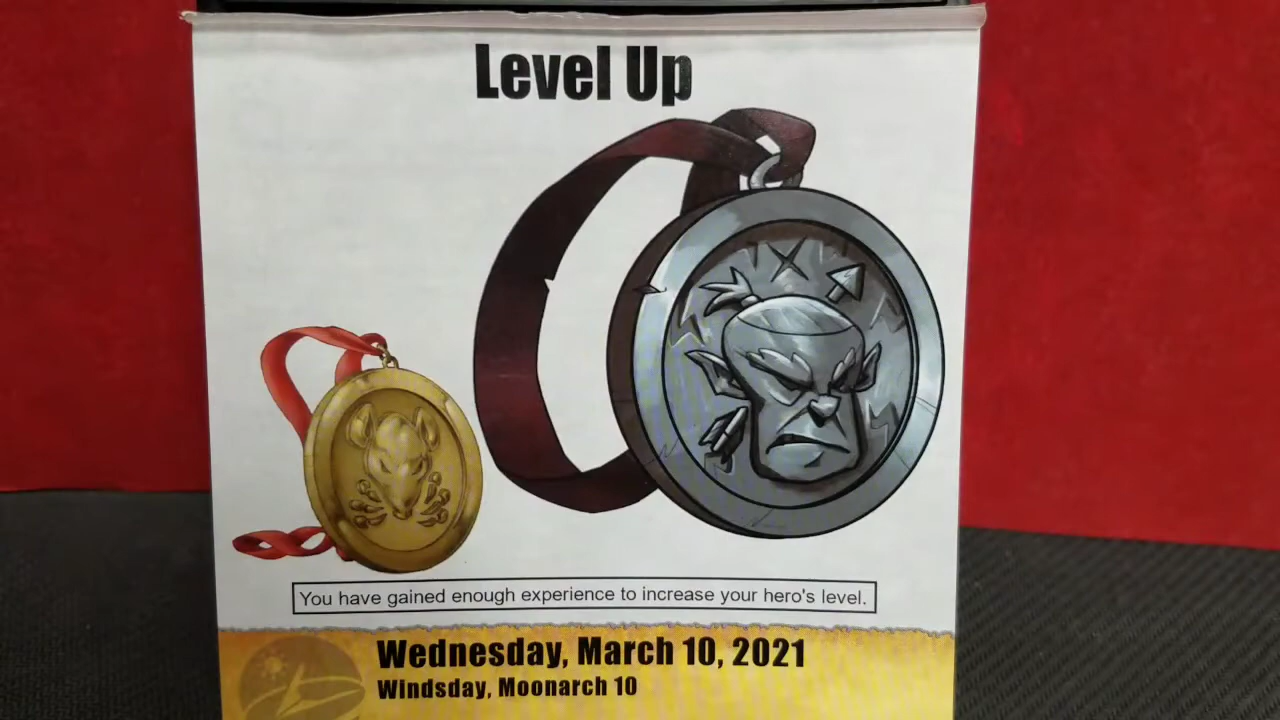 Level Up
You have gained enough experience to increase your hero's level.
Wednesday, March 10, 2021
Windsday, Moonarch 10